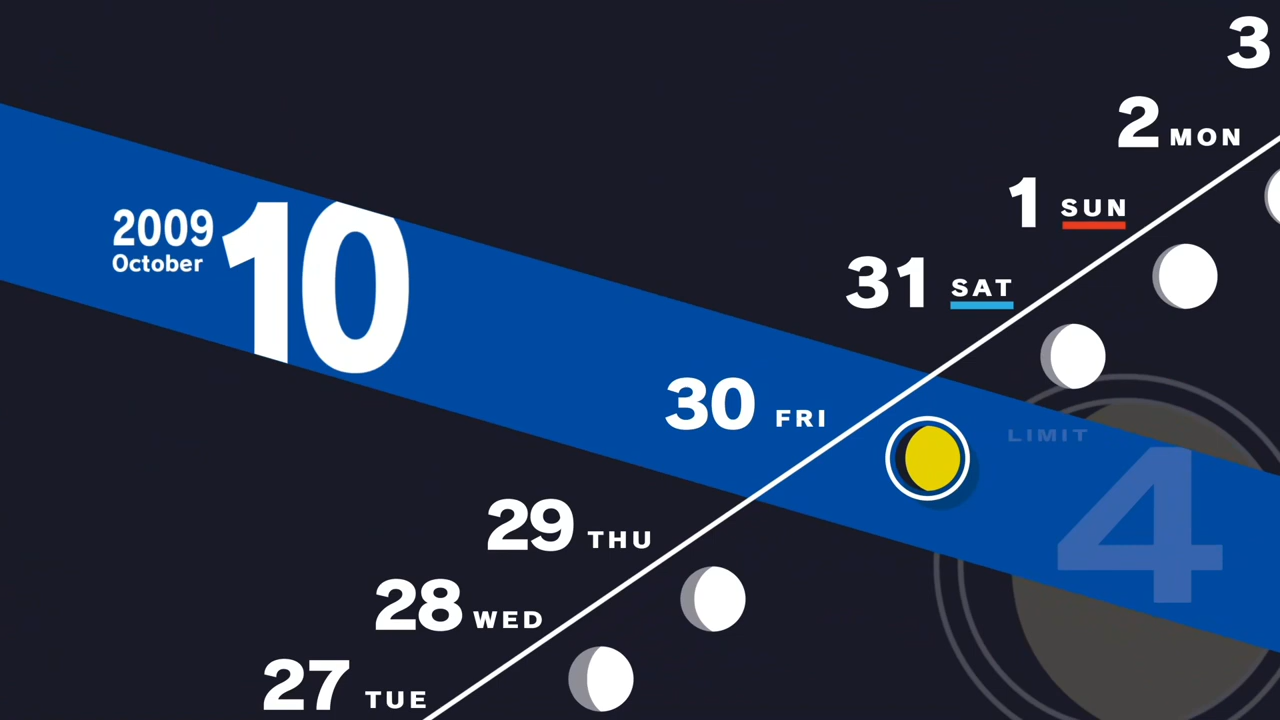 3
2 MON
1 SUN
31 SAT
2009
October
10
30 FRI
LIMIT
4
29 THU
28 WED
27 TUE